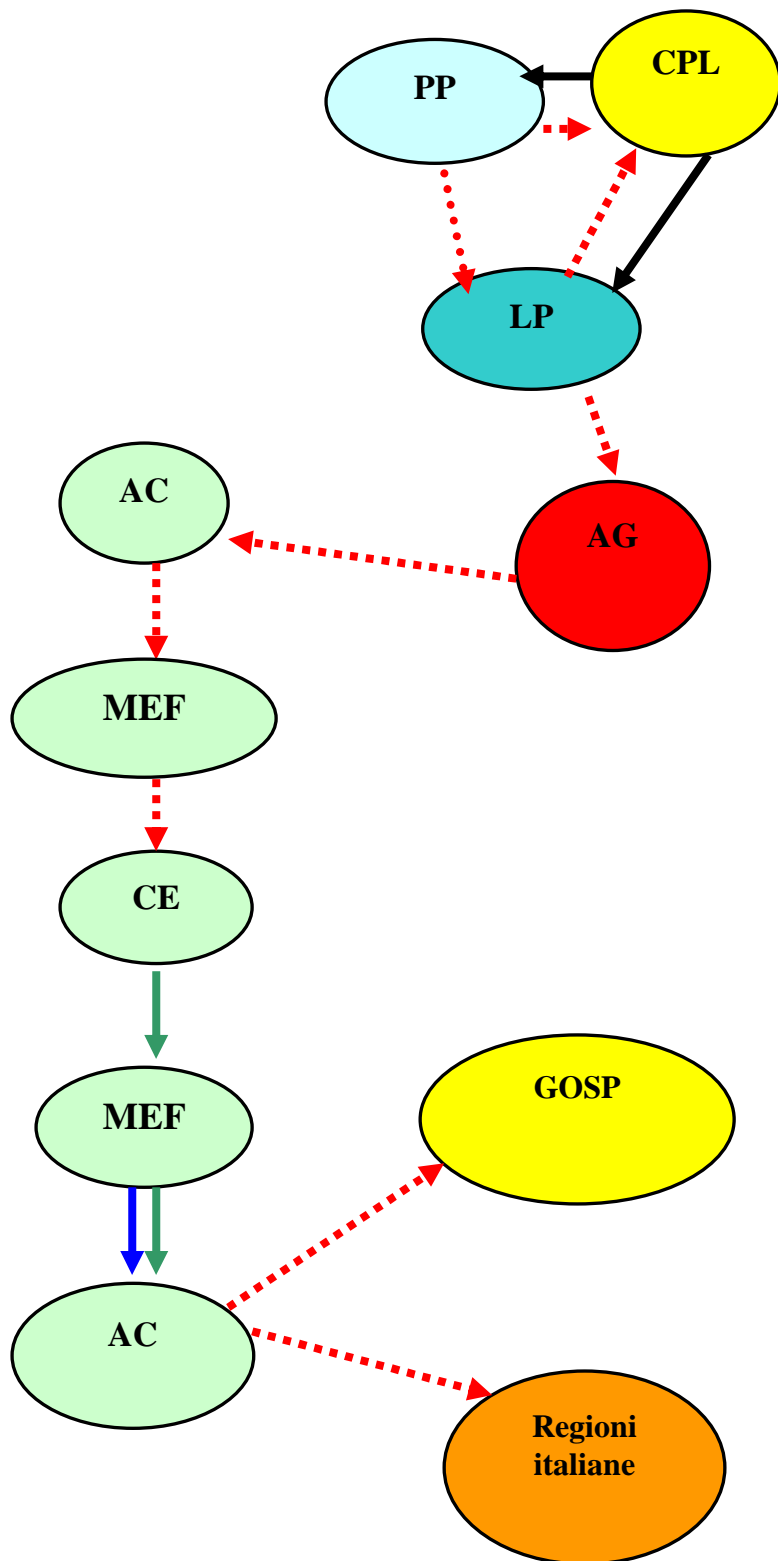 CPL
PP
LP
AC
AG
MEF
CE
GOSP
MEF
AC
Regioni
italiane